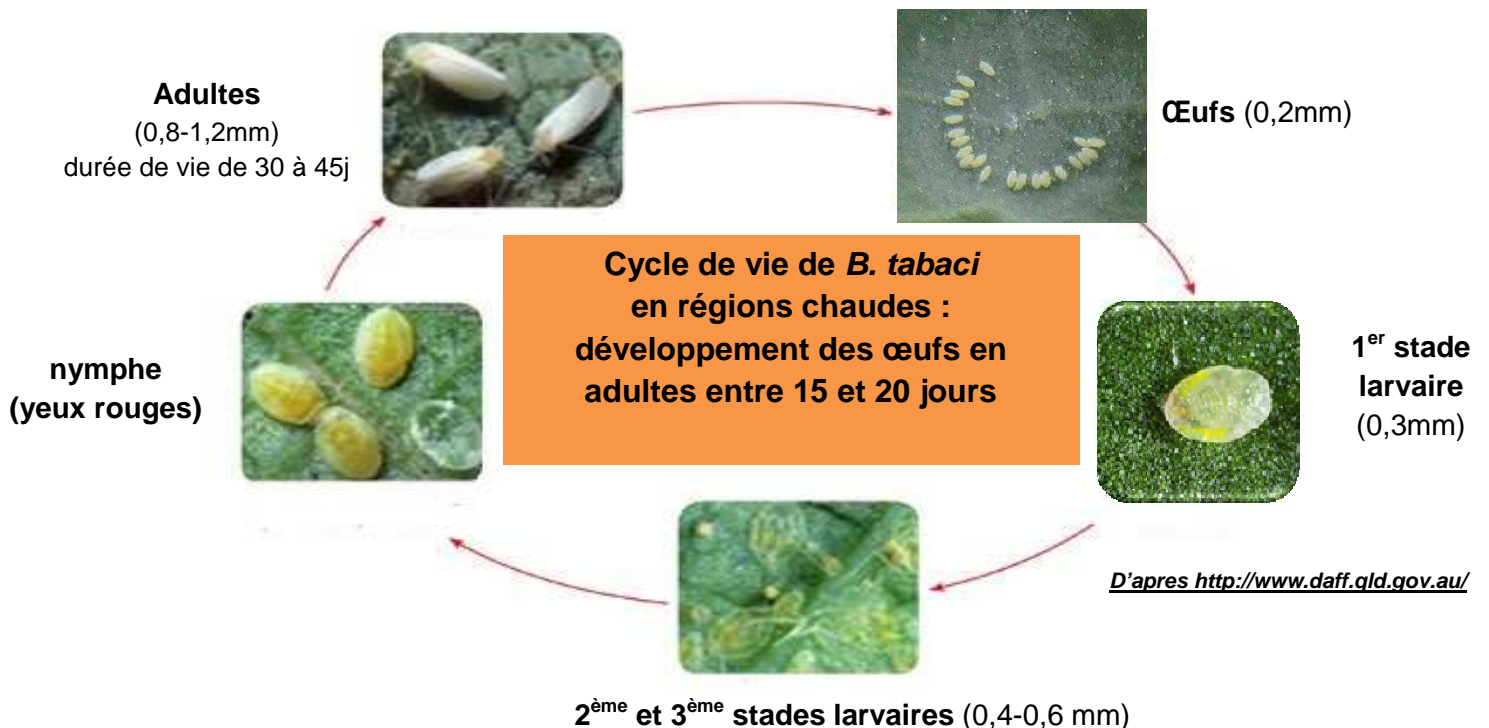 Adultes
(0,8-1,2mm)
durée de vie de 30 à 45j
Œufs (0,2mm)
Cycle de vie de B. tabaci
en régions chaudes :
développement des œufs en
adultes entre 15 et 20 jours
nymphe
(yeux rouges)
1er stade
larvaire
(0,3mm)
D’apres http://www.daff.qld.gov.au/
2ème et 3ème stades larvaires (0,4-0,6 mm)